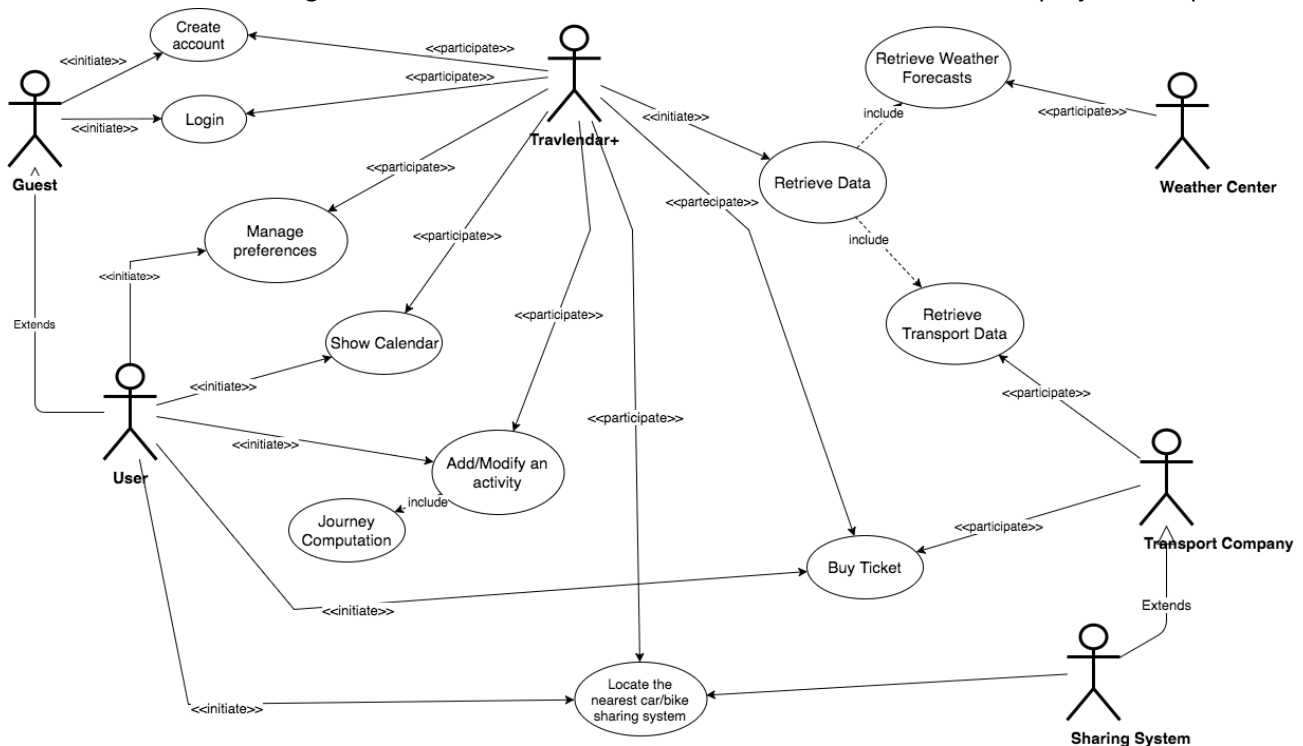 Create
account
<<participate>>
<<initiate>>
<<participate>>
Login
<<initiate>>
Guest
Travlendar+
<<initiate>>
Retrieve Weather
Forecasts
include
<<participate>>
Weather Center
Retrieve Data
<<participate>>
<<partecipate>>
Manage
preferences
<<participate>>
include
<<initiate>>
Extends
Show Calendar
<<participate>>
Retrieve
Transport Data
<<initiate>>
<<participate>>
<<participate>>
<<initiate>>
User
Add/Modify an
activity
include
Journey
Computation
Transport Company
<<participate>>
Buy Ticket
<<initiate>>
Extends
Locate the
nearest car/bike
sharing system
<<initiate>>
Sharing System